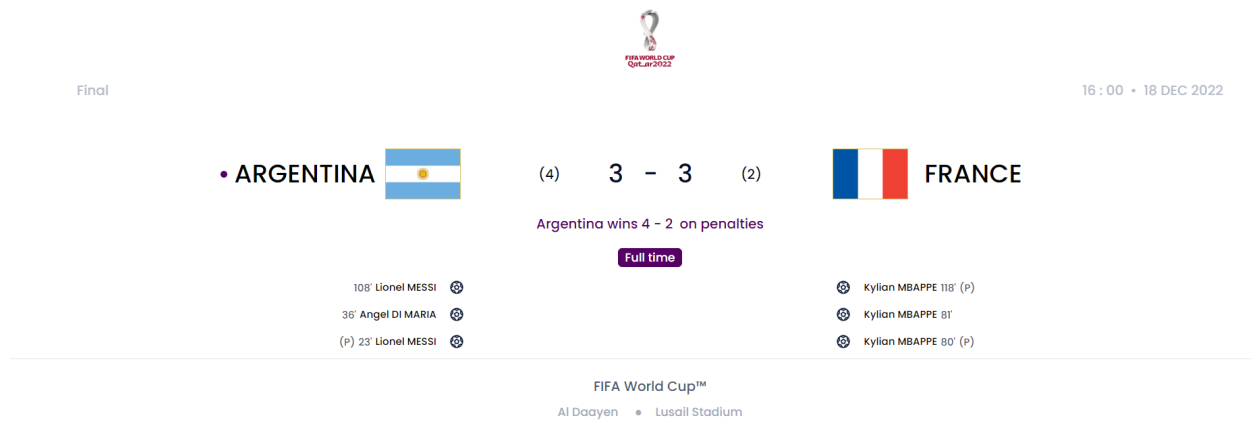 FIFA WORLD CUP
Qatar2022
Final
16 : 00 • 18 DEC 2022
• ARGENTINA (4) 3 - 3 (2) FRANCE
Argentina wins 4 - 2 on penalties
Full time
108' Lionel MESSI
36' Angel DI MARIA
(P) 23' Lionel MESSI
Kylian MBAPPE 118' (P)
Kylian MBAPPE 81'
Kylian MBAPPE 80' (P)
FIFA World Cup™
Al Daayen • Lusail Stadium